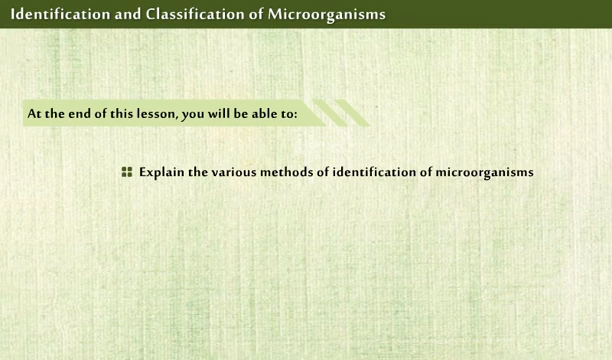 Identification and Classification of Microorganisms
At the end of this lesson, you will be able to:
Explain the various methods of identification of microorganisms